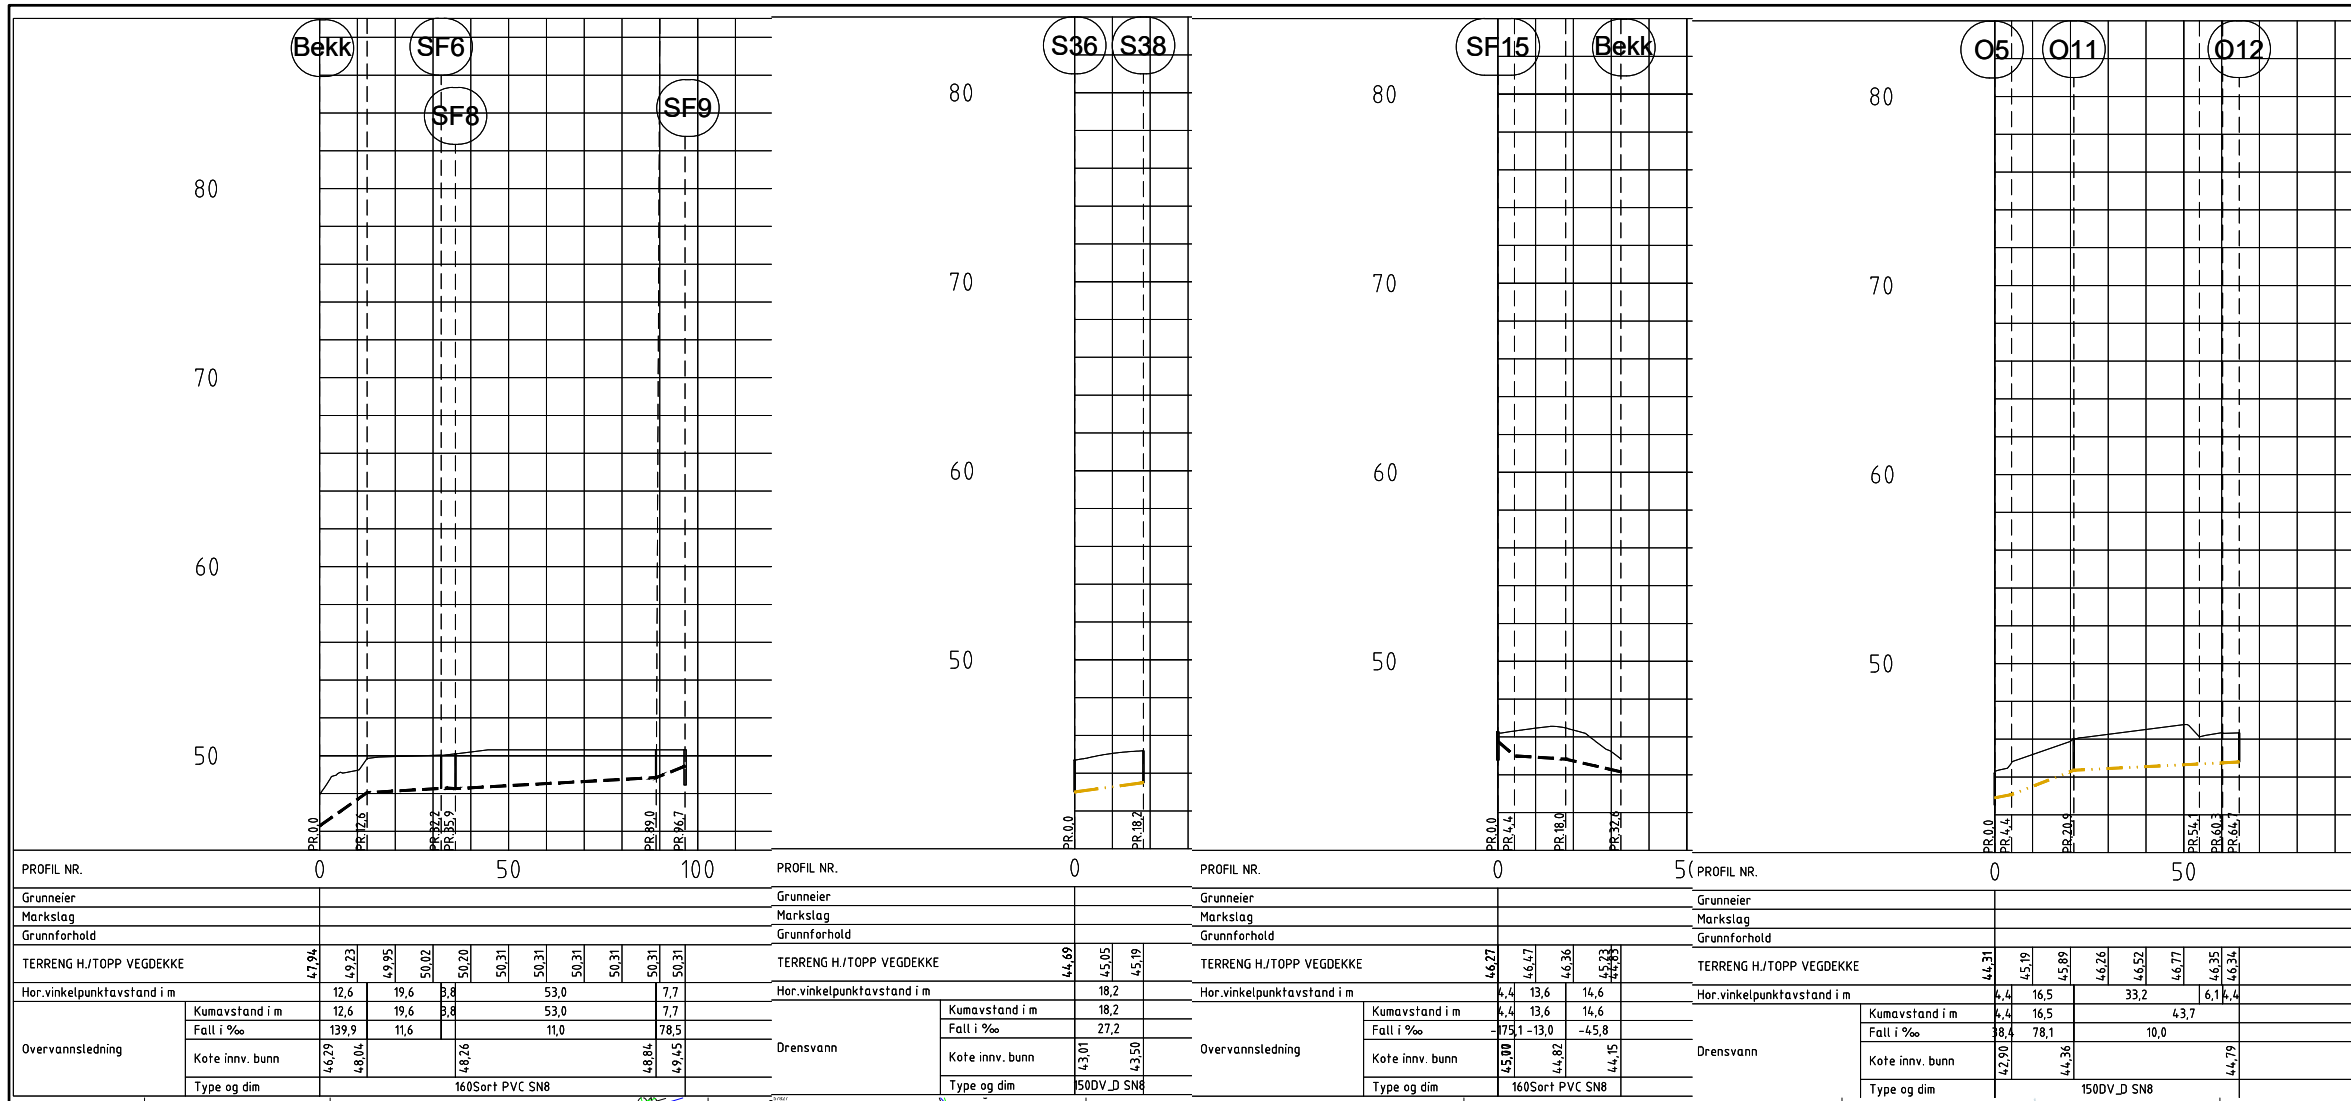 Bekk SF6 SF8 SF9
80
70
60
50
PR.0,0 PR.12,6 PR.32,2 PR.35,9 PR.89,0 PR.96,7
PROFIL NR. 0 50 100
Grunneier
Markslag
Grunnforhold
TERRENG H./TOPP VEGDEKKE 47,94 49,23 49,95 50,02 50,20 50,31 50,31 50,31 50,31 50,31 50,31
Hor.vinkelpunktavstand i m 12,6 19,6 3,8 53,0 7,7
Overvannsledning
Kumavstand i m 12,6 19,6 3,8 53,0 7,7
Fall i ‰ 139,9 11,6 11,0 78,5
Kote innv. bunn 46,29 48,04 48,26 48,84 49,45
Type og dim 160Sort PVC SN8
S36 S38
80
70
60
50
PR.0,0 PR.18,2
PROFIL NR. 0
Grunneier
Markslag
Grunnforhold
TERRENG H./TOPP VEGDEKKE 44,69 45,05 45,19
Hor.vinkelpunktavstand i m 18,2
Drensvann
Kumavstand i m 18,2
Fall i ‰ 27,2
Kote innv. bunn 43,01 43,50
Type og dim 150DV_D SN8
SF15 Bekk
80
70
60
50
PR.0,0 PR.4,4 PR.18,0 PR.32,6
PROFIL NR. 0
Grunneier
Markslag
Grunnforhold
TERRENG H./TOPP VEGDEKKE 46,27 46,47 46,36 45,23 44,83
Hor.vinkelpunktavstand i m 4,4 13,6 14,6
Overvannsledning
Kumavstand i m 4,4 13,6 14,6
Fall i ‰ -175,1 -13,0 -45,8
Kote innv. bunn 45,00 44,82 44,15
Type og dim 160Sort PVC SN8
O5 O11 O12
80
70
60
50
PR.0,0 PR.4,4 PR.20,9 PR.54,1 PR.60,3 PR.64,7
PROFIL NR. 0 50
Grunneier
Markslag
Grunnforhold
TERRENG H./TOPP VEGDEKKE 44,31 45,19 45,89 46,26 46,52 46,77 46,35 46,34
Hor.vinkelpunktavstand i m 4,4 16,5 33,2 6,1 4,4
Drensvann
Kumavstand i m 4,4 16,5 43,7
Fall i ‰ 38,4 78,1 10,0
Kote innv. bunn 42,90 44,36 44,79
Type og dim 150DV_D SN8